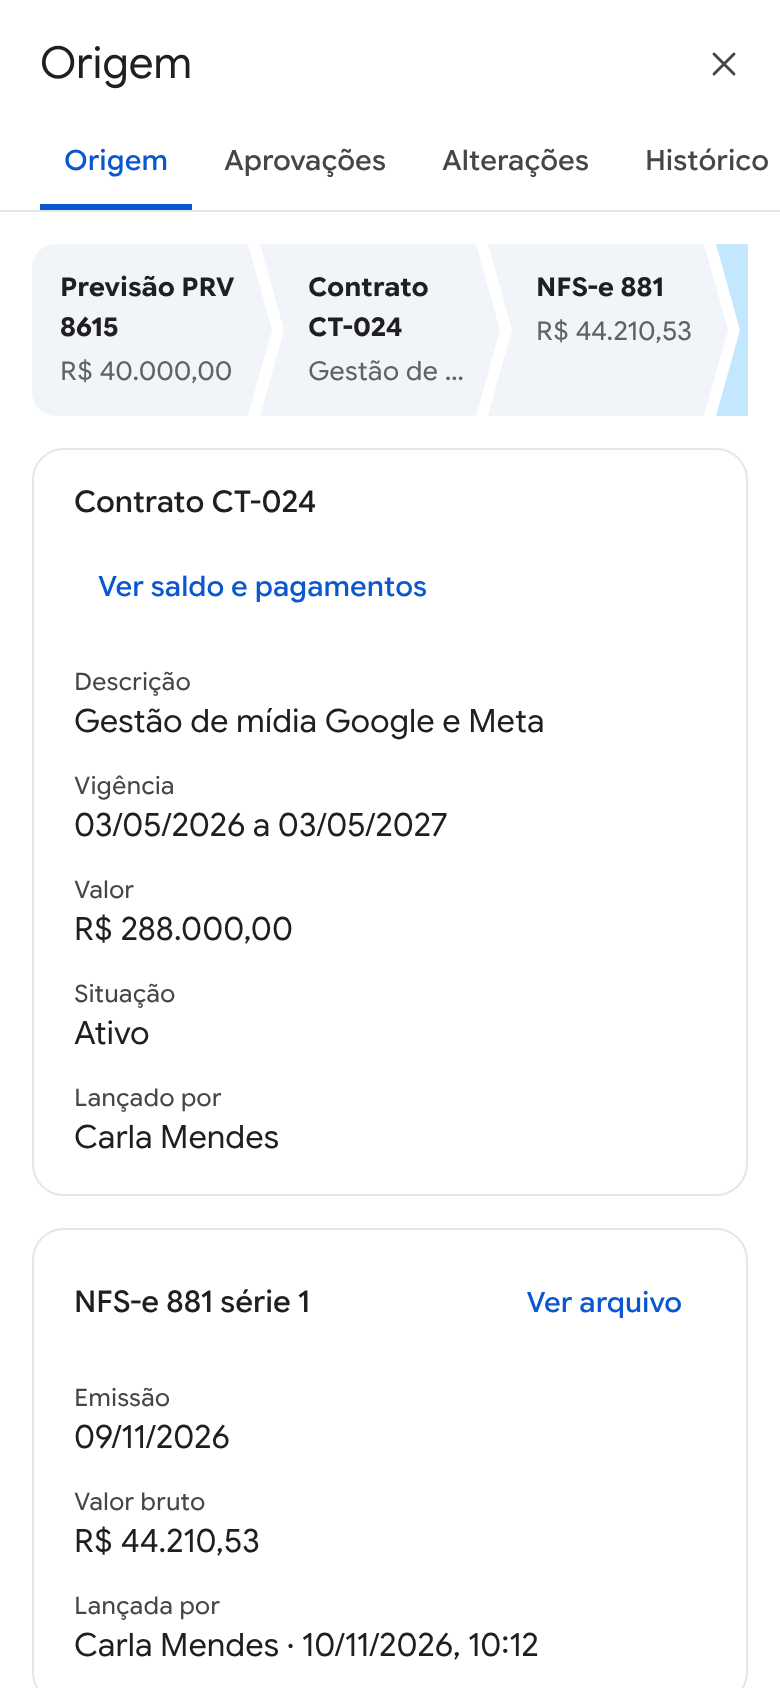 Origem
Origem Aprovações Alterações Histórico
Previsão PRV 8615
R$ 40.000,00
Contrato CT-024
Gestão de ...
NFS-e 881
R$ 44.210,53
Contrato CT-024
Ver saldo e pagamentos
Descrição
Gestão de mídia Google e Meta
Vigência
03/05/2026 a 03/05/2027
Valor
R$ 288.000,00
Situação
Ativo
Lançado por
Carla Mendes
NFS-e 881 série 1
Ver arquivo
Emissão
09/11/2026
Valor bruto
R$ 44.210,53
Lançada por
Carla Mendes · 10/11/2026, 10:12